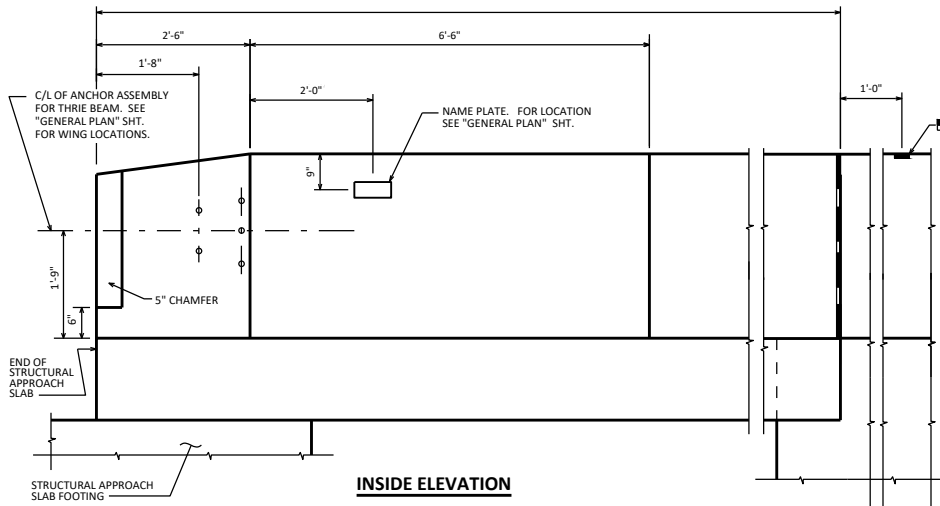 2'-6"
6'-6"
1'-8"
2'-0"
1'-0"
C/L OF ANCHOR ASSEMBLY
FOR THRIE BEAM. SEE
"GENERAL PLAN" SHT.
FOR WING LOCATIONS.
NAME PLATE. FOR LOCATION
SEE "GENERAL PLAN" SHT.
9"
1'-9"
6"
5" CHAMFER
END OF
STRUCTURAL
APPROACH
SLAB
STRUCTURAL APPROACH
SLAB FOOTING
INSIDE ELEVATION